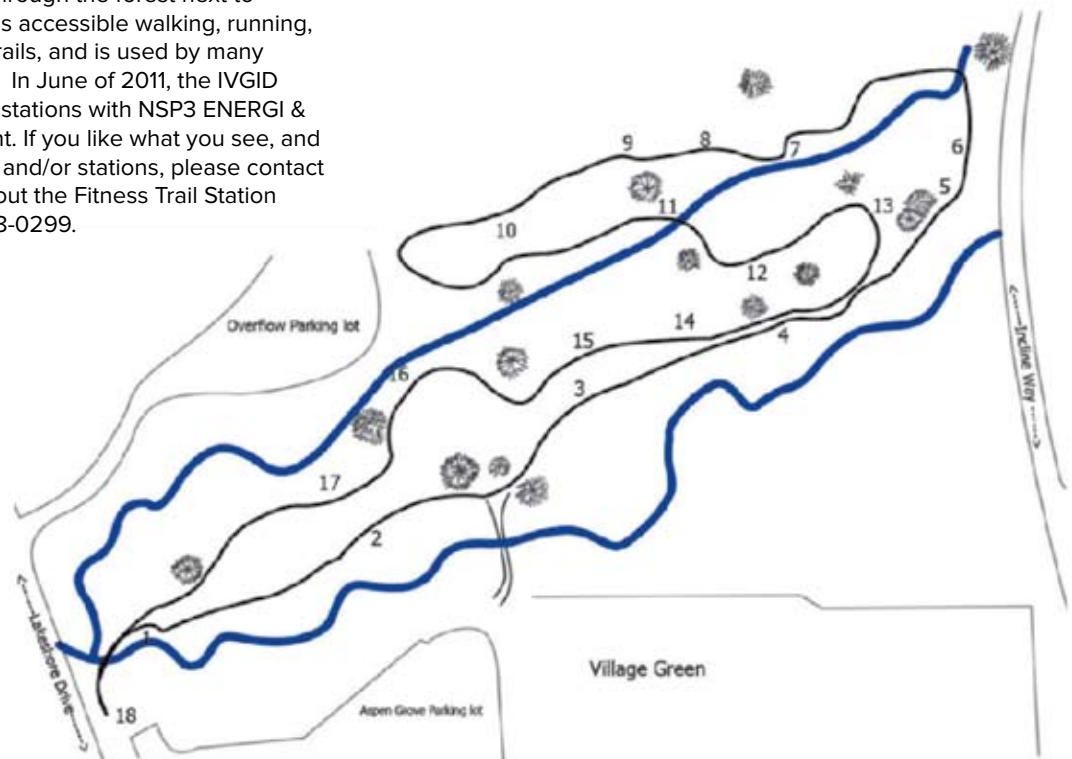 through the forest next to
s accessible walking, running,
rails, and is used by many
In June of 2011, the IVGID
stations with NSP3 ENERGI &
nt. If you like what you see, and
and/or stations, please contact
out the Fitness Trail Station
3-0299.
9
8
7
6
5
13
11
10
12
Overflow Parking lot
<---Incline Way--->
14
4
15
16
3
17
2
1
<---Lakeshore Drive--->
Village Green
18
Aspen Grove Parking lot